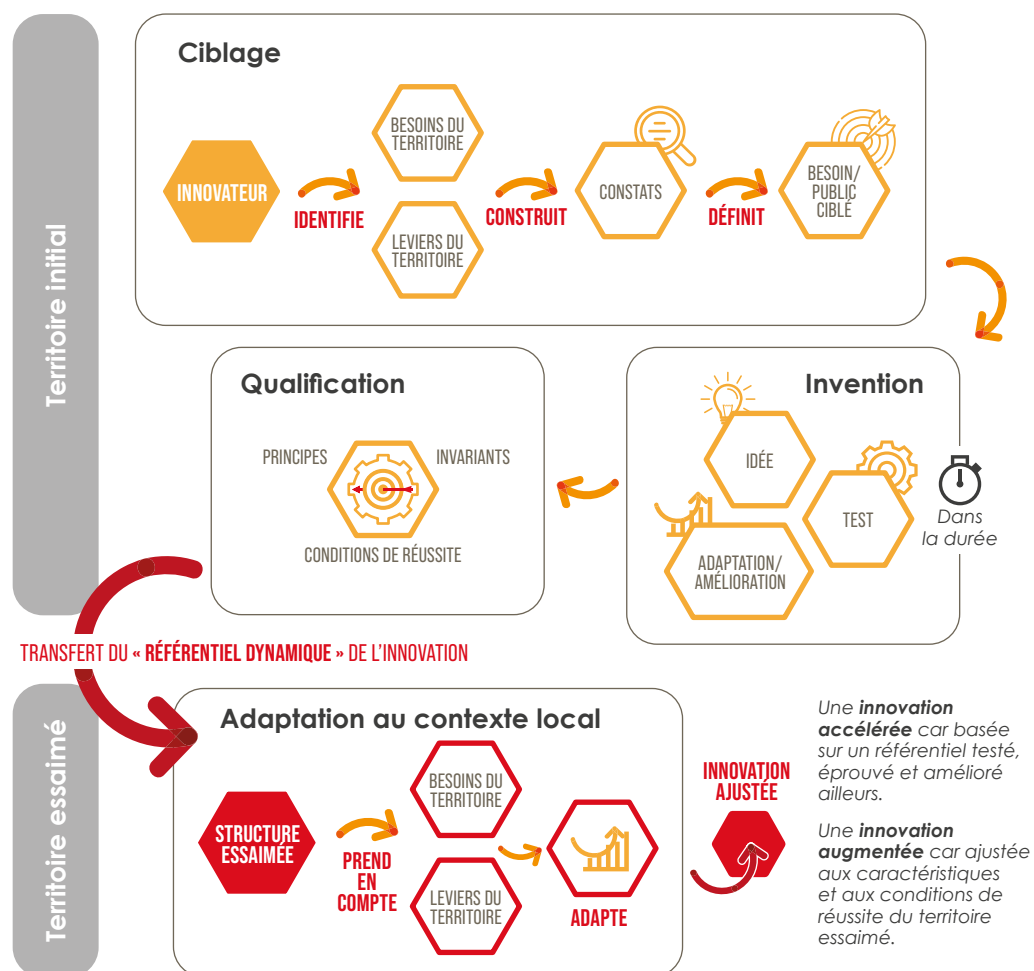 Territoire initial
Ciblage
INNOVATEUR
IDENTIFIE
BESOINS DU
TERRITOIRE
LEVIERS DU
TERRITOIRE
CONSTRUIT
CONSTATS
DÉFINIT
BESOIN/
PUBLIC
CIBLÉ
Invention
IDÉE
TEST
ADAPTATION/
AMÉLIORATION
Dans
la durée
Qualification
PRINCIPES
INVARIANTS
CONDITIONS DE RÉUSSITE
TRANSFERT DU « RÉFÉRENTIEL DYNAMIQUE » DE L'INNOVATION
Territoire essaimé
Adaptation au contexte local
STRUCTURE
ESSAIMÉE
PREND
EN
COMPTE
BESOINS DU
TERRITOIRE
LEVIERS DU
TERRITOIRE
ADAPTE
INNOVATION
AJUSTÉE
Une innovation
accélérée car basée
sur un référentiel testé,
éprouvé et amélioré
ailleurs.
Une innovation
augmentée car ajustée
aux caractéristiques
et aux conditions de
réussite du territoire
essaimé.